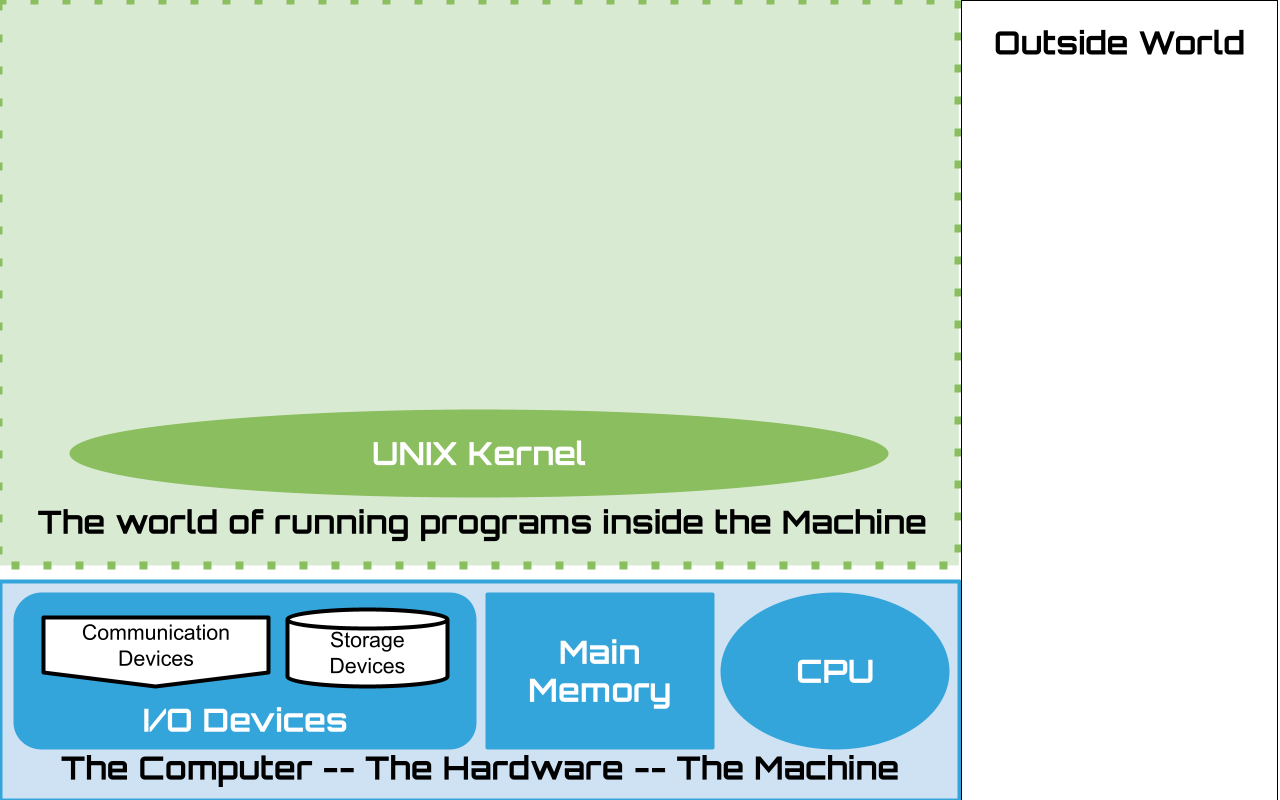 Outside World
UNIX Kernel
The world of running programs inside the Machine
Communication
Devices
Storage
Devices
I/O Devices
Main
Memory
CPU
The Computer -- The Hardware -- The Machine